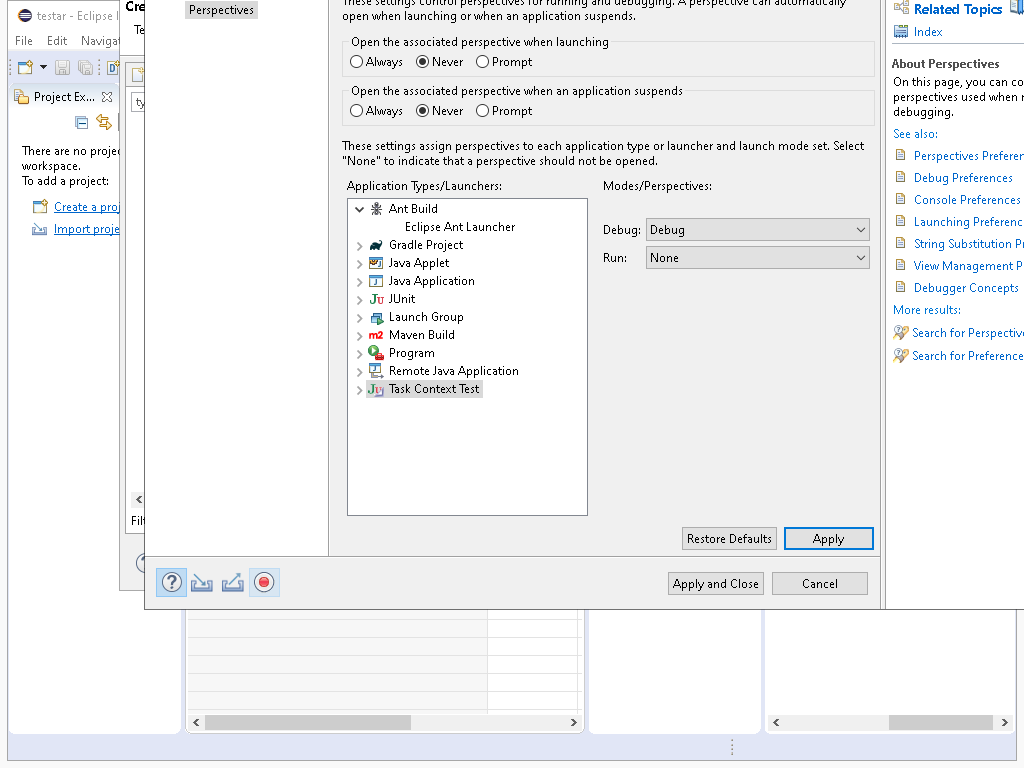 testar - Eclipse I
File Edit Navigat
Project Ex...
There are no proje
workspace.
To add a project:
Create a proj
Import proje
Cre
Te
ty
Filt
Perspectives
These settings control perspectives for running and debugging. A perspective can automatically
open when launching or when an application suspends.
Open the associated perspective when launching
Always Never Prompt
Open the associated perspective when an application suspends
Always Never Prompt
These settings assign perspectives to each application type or launcher and launch mode set. Select
"None" to indicate that a perspective should not be opened.
Application Types/Launchers:
Modes/Perspectives:
Ant Build
Eclipse Ant Launcher
Gradle Project
Java Applet
Java Application
JUnit
Launch Group
Maven Build
Program
Remote Java Application
Task Context Test
Debug: Debug
Run: None
Restore Defaults Apply
Apply and Close Cancel
Related Topics
Index
About Perspectives
On this page, you can co
perspectives used when r
debugging.
See also:
Perspectives Preferen
Debug Preferences
Console Preferences
Launching Preferenc
String Substitution Pr
View Management P
Debugger Concepts
More results:
Search for Perspective
Search for Preference